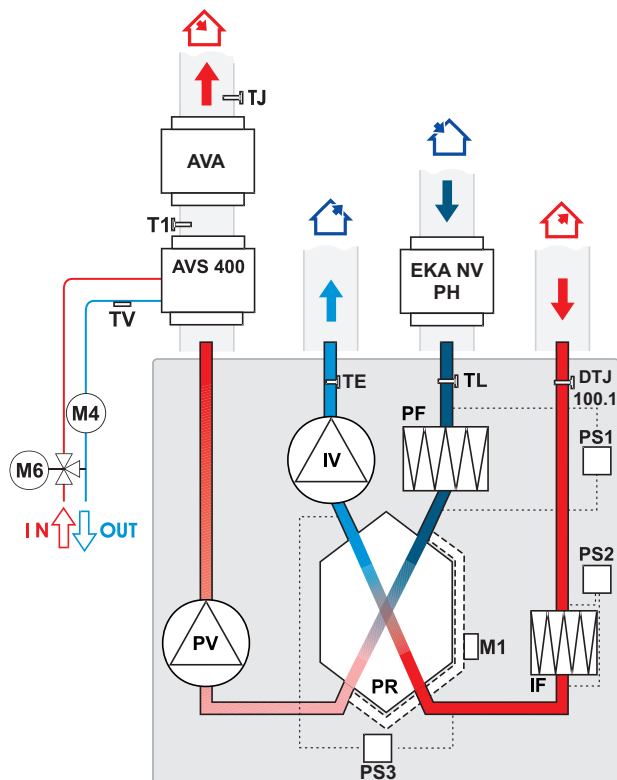 TJ
AVA
T1
AVS 400
EKA NV
PH
TV
TE
TL
DTJ
100.1
PF
PS1
M4
IV
M6
IN
OUT
PS2
PV
M1
PR
IF
PS3